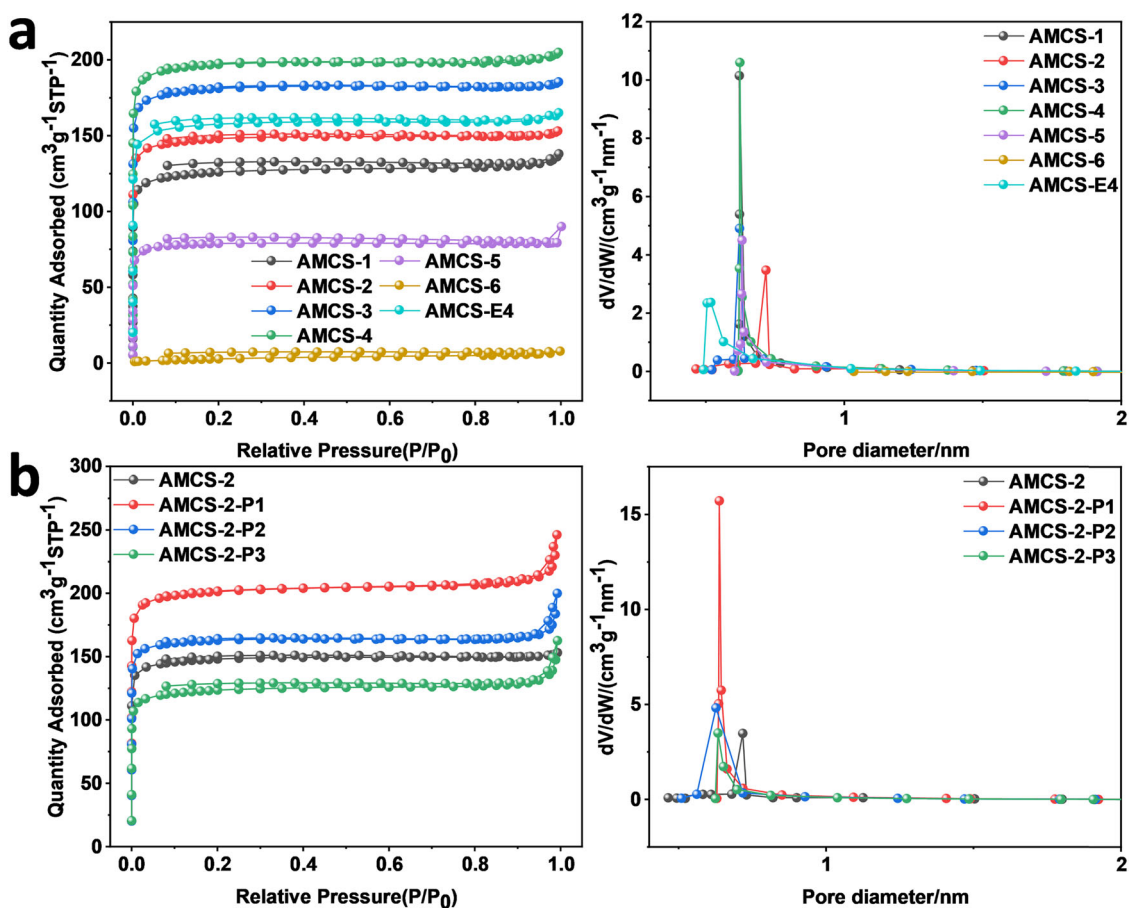 a
Quantity Adsorbed (cm³g⁻¹STP⁻¹)
200
150
100
50
0
AMCS-1
AMCS-2
AMCS-3
AMCS-4
AMCS-5
AMCS-6
AMCS-E4
0.0 0.2 0.4 0.6 0.8 1.0
Relative Pressure(P/P₀)
dV/dW/(cm³g⁻¹nm⁻¹)
12
10
8
6
4
2
0
AMCS-1
AMCS-2
AMCS-3
AMCS-4
AMCS-5
AMCS-6
AMCS-E4
1 2
Pore diameter/nm
b
Quantity Adsorbed (cm³g⁻¹STP⁻¹)
300
250
200
150
100
50
0
AMCS-2
AMCS-2-P1
AMCS-2-P2
AMCS-2-P3
0.0 0.2 0.4 0.6 0.8 1.0
Relative Pressure(P/P₀)
dV/dW/(cm³g⁻¹nm⁻¹)
15
10
5
0
AMCS-2
AMCS-2-P1
AMCS-2-P2
AMCS-2-P3
1 2
Pore diameter/nm